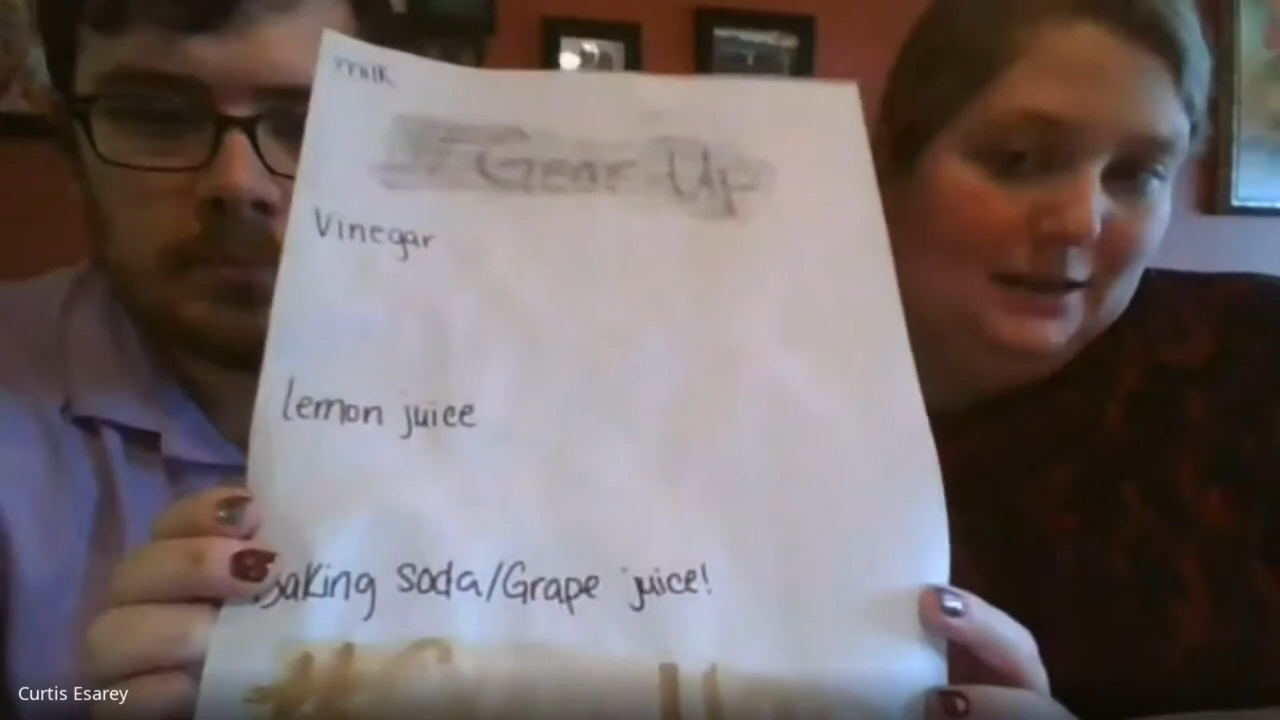 milk
# Gear Up
Vinegar
lemon juice
Baking soda/Grape juice!
Curtis Esarey